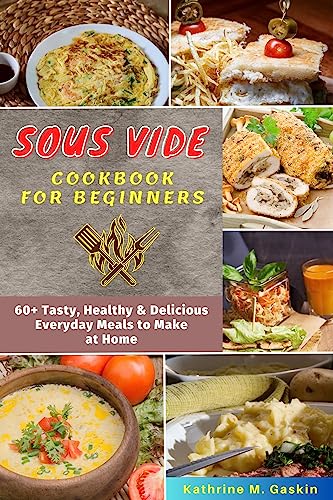 SOUS VIDE
COOKBOOK
FOR BEGINNERS
60+ Tasty, Healthy & Delicious
Everyday Meals to Make
at Home
Kathrine M. Gaskin